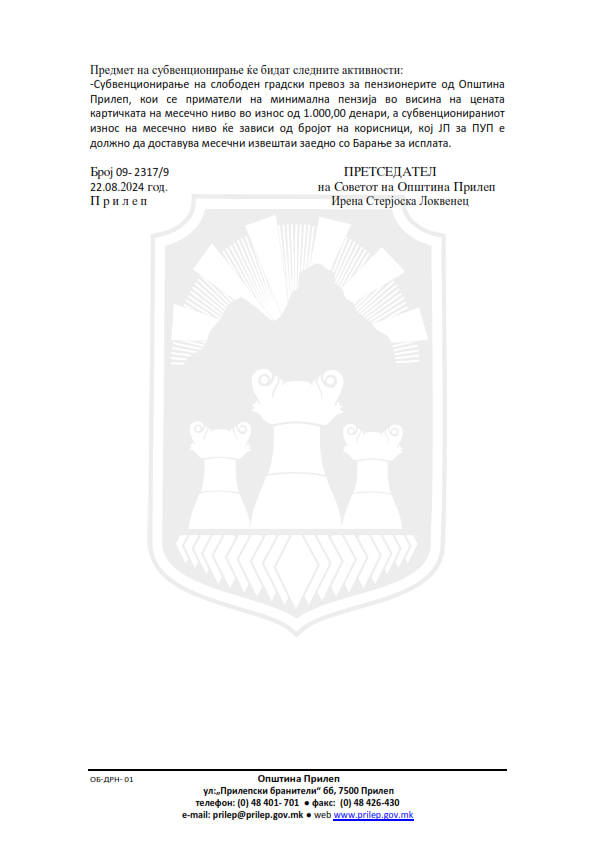 Предмет на субвенционирање ќе бидат следните активности:
-Субвенционирање на слободен градски превоз за пензионерите од Општина
Прилеп, кои се приматели на минимална пензија во висина на цената
картичката на месечно ниво во износ од 1.000,00 денари, а субвенционираниот
износ на месечно ниво ќе зависи од бројот на корисници, кој ЈП за ПУП е
должно да доставува месечни извештаи заедно со Барање за исплата.
Број 09- 2317/9 ПРЕТСЕДАТЕЛ
22.08.2024 год. на Советот на Општина Прилеп
П р и л е п Ирена Стерјоска Локвенец
ОБ-ДРН- 01 Општина Прилеп
ул:„Прилепски бранители“ бб, 7500 Прилеп
телефон: (0) 48 401- 701 ● факс: (0) 48 426-430
e-mail: prilep@prilep.gov.mk ● web www.prilep.gov.mk